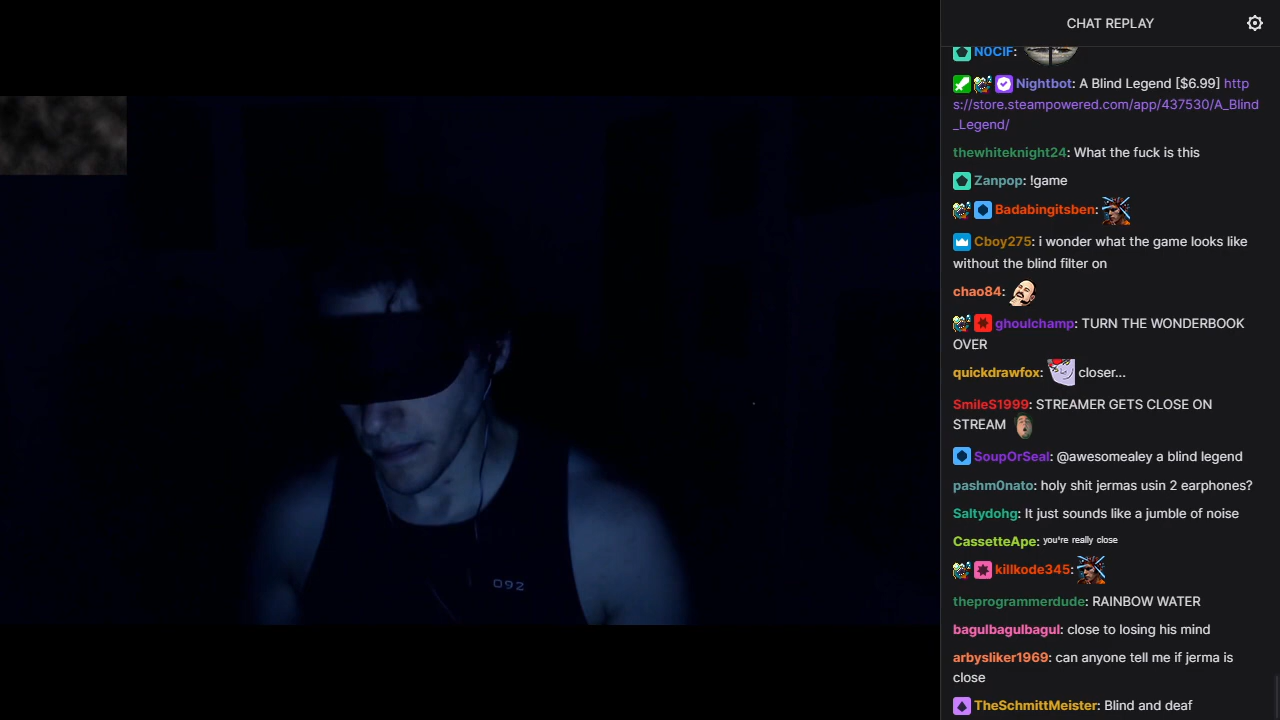 CHAT REPLAY
N0CIF:
Nightbot: A Blind Legend [$6.99] http
s://store.steampowered.com/app/437530/A_Blind
_Legend/
thewhiteknight24: What the fuck is this
Zanpop: !game
Badabingitsben:
Cboy275: i wonder what the game looks like
without the blind filter on
chao84:
ghoulchamp: TURN THE WONDERBOOK
OVER
quickdrawfox: closer...
SmileS1999: STREAMER GETS CLOSE ON
STREAM
SoupOrSeal: @awesomealey a blind legend
pashm0nato: holy shit jermas usin 2 earphones?
Saltydohg: It just sounds like a jumble of noise
CassetteApe: ʸᵒᵘ'ʳᵉ ʳᵉᵃˡˡʸ ᶜˡᵒˢᵉ
killkode345:
theprogrammerdude: RAINBOW WATER
bagulbagulbagul: close to losing his mind
arbysliker1969: can anyone tell me if jerma is
close
TheSchmittMeister: Blind and deaf
092